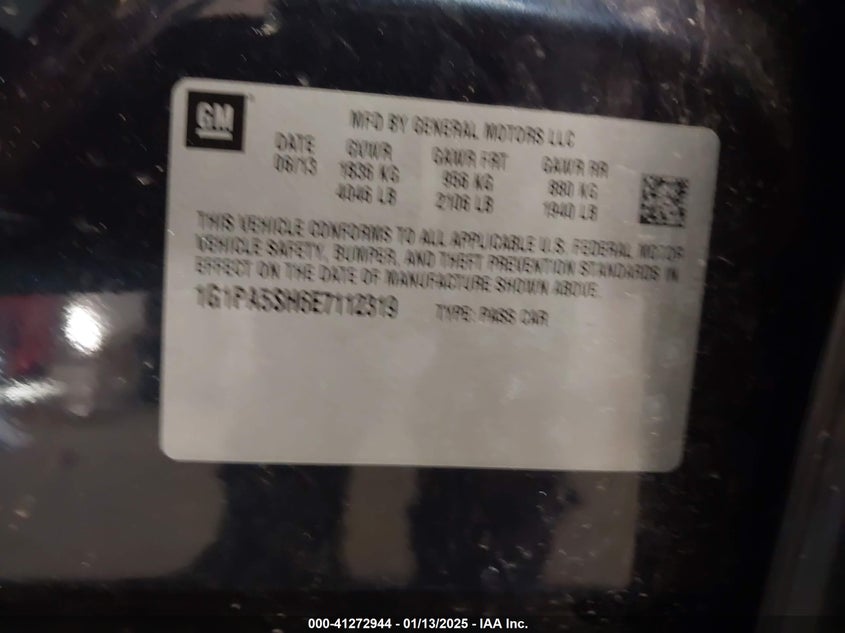 GM
MFD BY GENERAL MOTORS LLC
DATE GVWR GAWR FRT GAWR RR
06/13 1836 KG 956 KG 880 KG
4046 LB 2106 LB 1940 LB
THIS VEHICLE CONFORMS TO ALL APPLICABLE U.S. FEDERAL MOTOR
VEHICLE SAFETY, BUMPER, AND THEFT PREVENTION STANDARDS IN
EFFECT ON THE DATE OF MANUFACTURE SHOWN ABOVE.
1G1PA5SH6E7112319 TYPE: PASS CAR
000-41272944 - 01/13/2025 - IAA Inc.